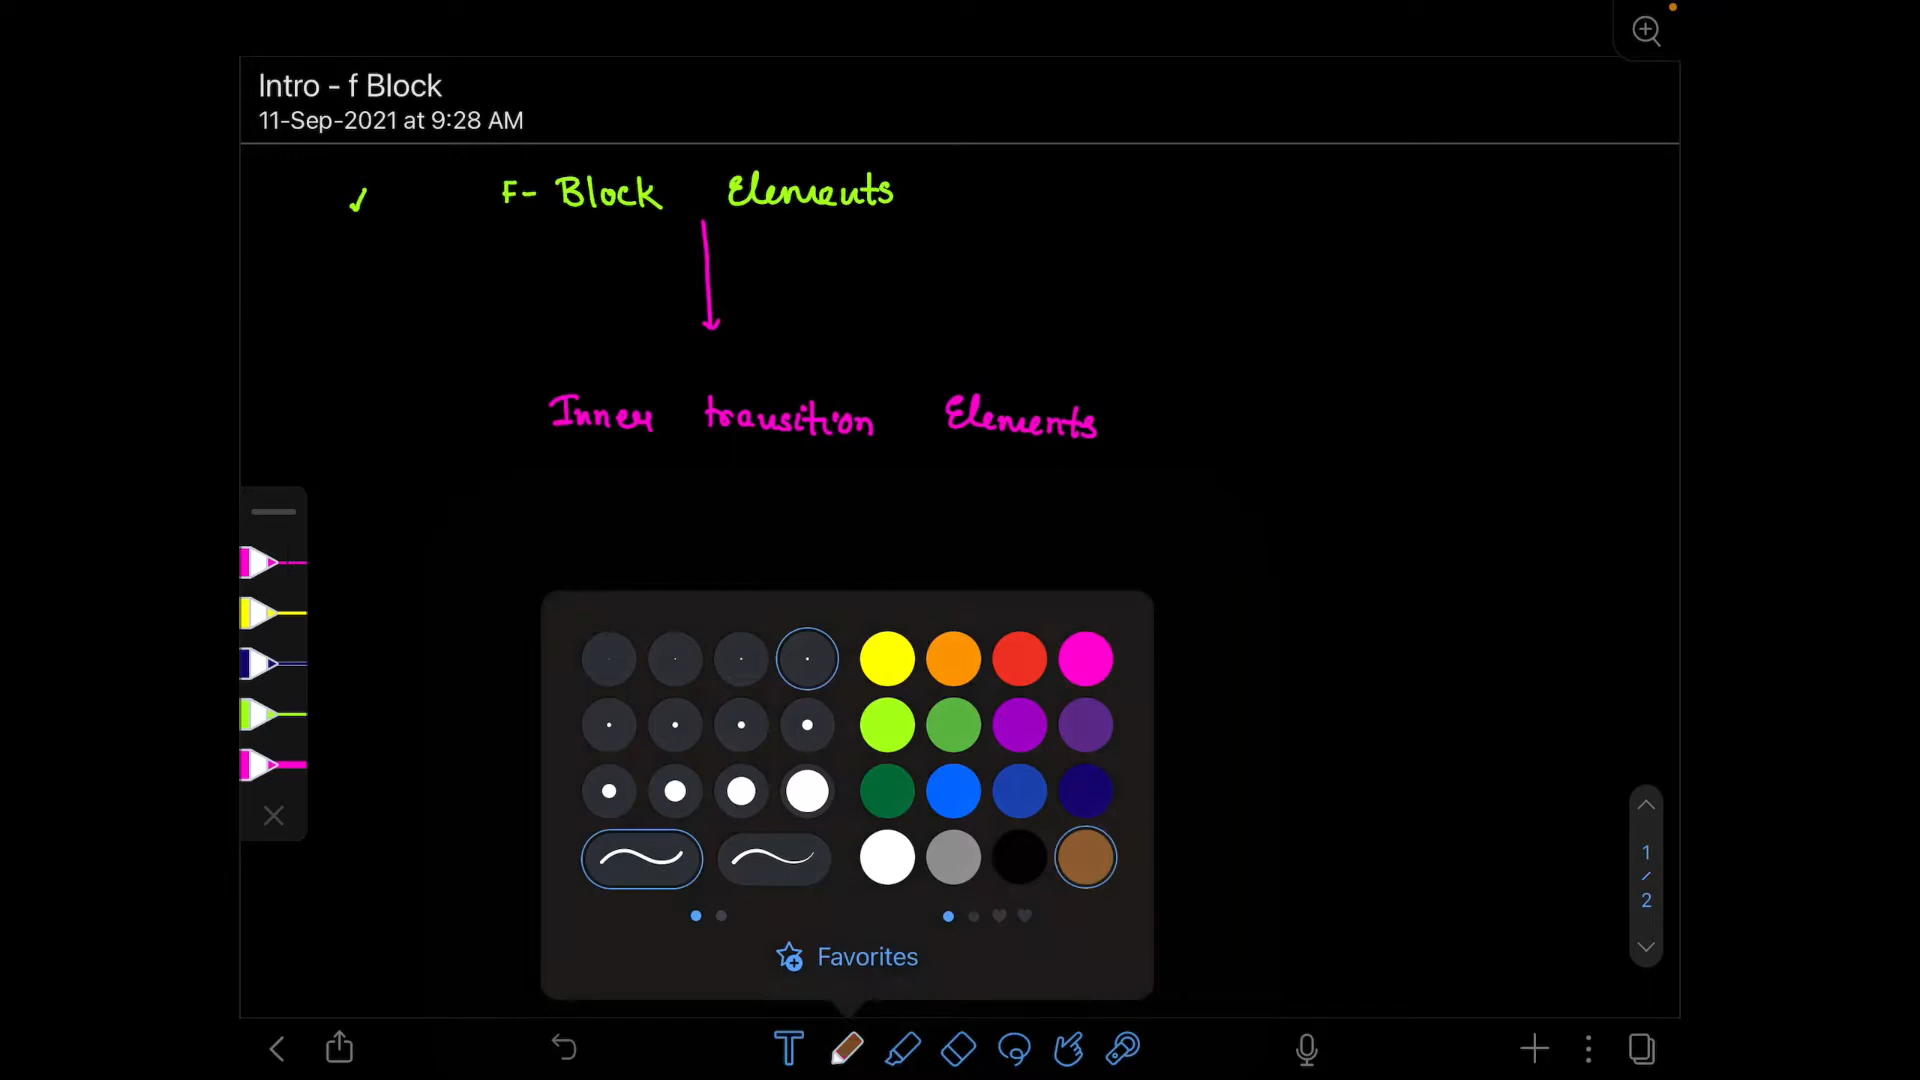 Intro - f Block
11-Sep-2021 at 9:28 AM
F- Block Elements
Inner transition Elements
1
/
2
Favorites
T